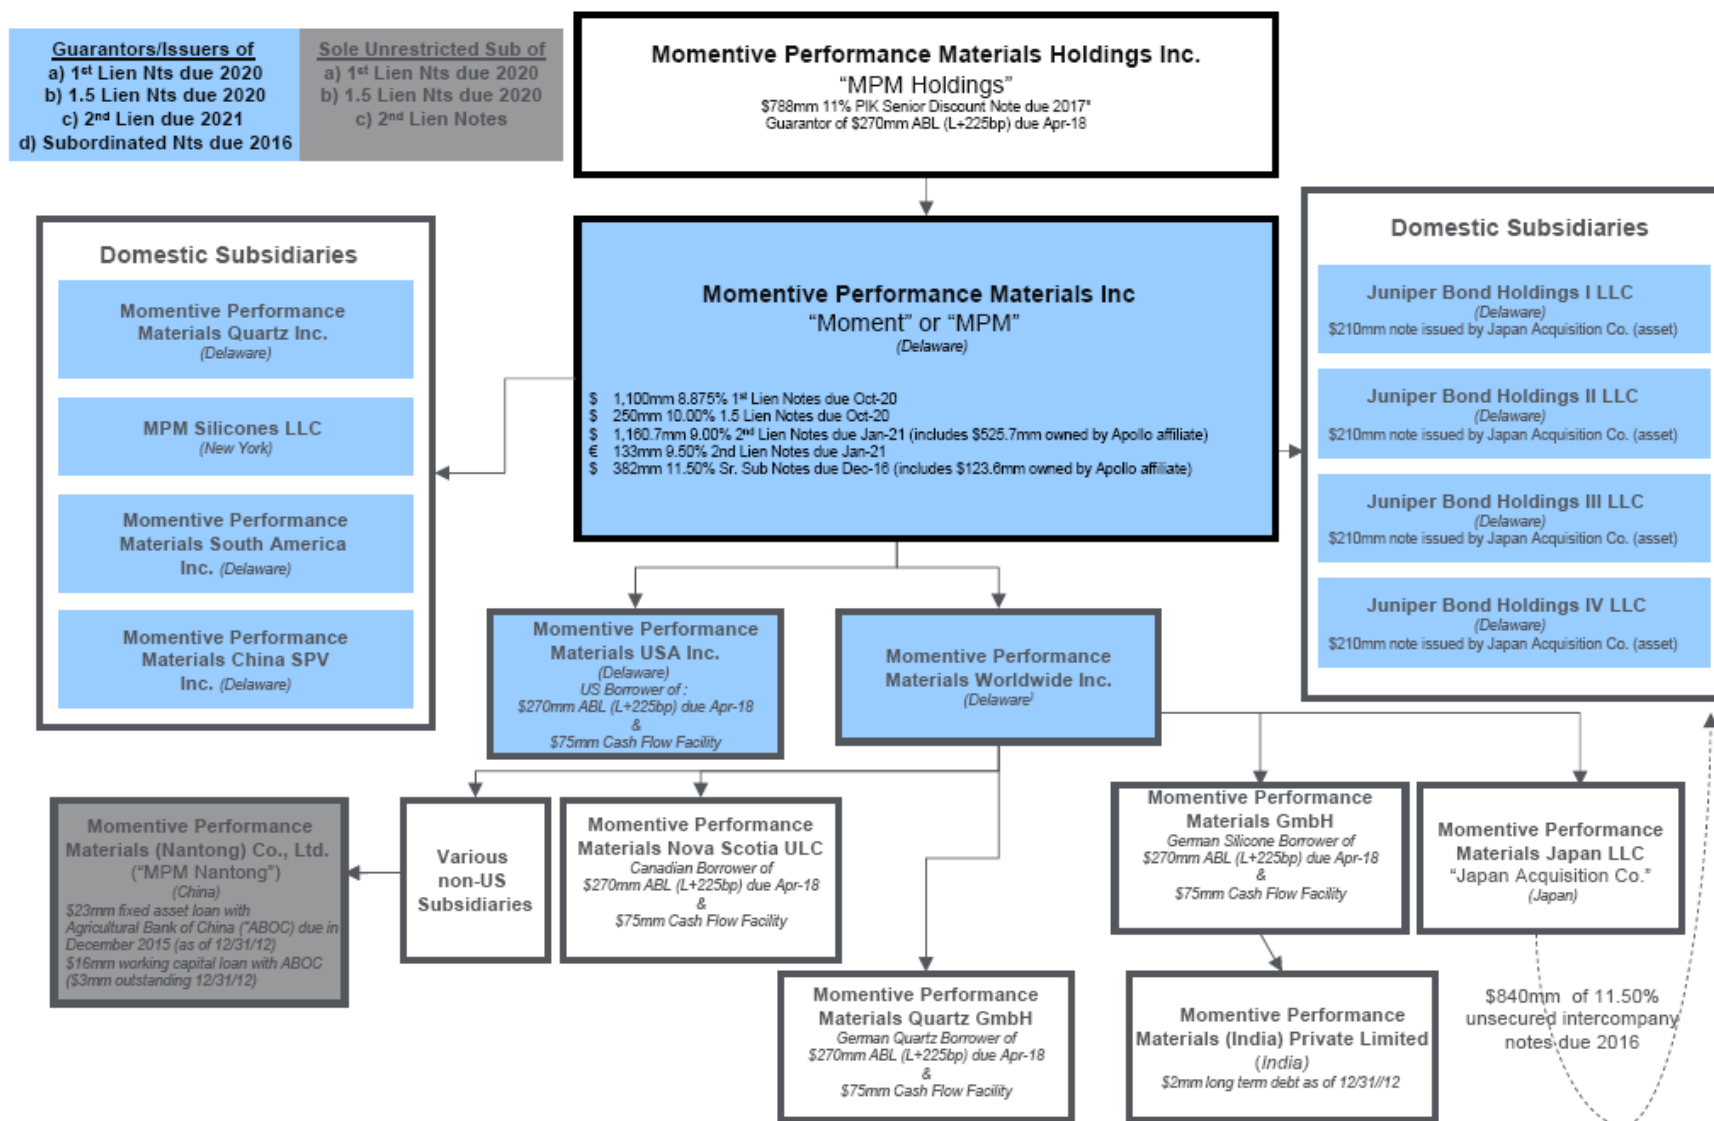 Guarantors/Issuers of
a) 1st Lien Nts due 2020
b) 1.5 Lien Nts due 2020
c) 2nd Lien due 2021
d) Subordinated Nts due 2016
Sole Unrestricted Sub of
a) 1st Lien Nts due 2020
b) 1.5 Lien Nts due 2020
c) 2nd Lien Notes
Momentive Performance Materials Holdings Inc.
“MPM Holdings”
$788mm 11% PIK Senior Discount Note due 2017*
Guarantor of $270mm ABL (L+225bp) due Apr-18
Domestic Subsidiaries
Momentive Performance
Materials Quartz Inc.
(Delaware)
MPM Silicones LLC
(New York)
Momentive Performance
Materials South America
Inc. (Delaware)
Momentive Performance
Materials China SPV
Inc. (Delaware)
Momentive Performance Materials Inc
“Moment” or “MPM”
(Delaware)
$ 1,100mm 8.875% 1st Lien Notes due Oct-20
$ 250mm 10.00% 1.5 Lien Notes due Oct-20
$ 1,160.7mm 9.00% 2nd Lien Notes due Jan-21 (includes $525.7mm owned by Apollo affiliate)
€ 133mm 9.50% 2nd Lien Notes due Jan-21
$ 382mm 11.50% Sr. Sub Notes due Dec-16 (includes $123.6mm owned by Apollo affiliate)
Domestic Subsidiaries
Juniper Bond Holdings I LLC
(Delaware)
$210mm note issued by Japan Acquisition Co. (asset)
Juniper Bond Holdings II LLC
(Delaware)
$210mm note issued by Japan Acquisition Co. (asset)
Juniper Bond Holdings III LLC
(Delaware)
$210mm note issued by Japan Acquisition Co. (asset)
Juniper Bond Holdings IV LLC
(Delaware)
$210mm note issued by Japan Acquisition Co. (asset)
Momentive Performance
Materials USA Inc.
(Delaware)
US Borrower of :
$270mm ABL (L+225bp) due Apr-18
&
$75mm Cash Flow Facility
Momentive Performance
Materials Worldwide Inc.
(Delaware)
Momentive Performance
Materials (Nantong) Co., Ltd.
(“MPM Nantong”)
(China)
$23mm fixed asset loan with
Agricultural Bank of China ("ABOC) due in
December 2015 (as of 12/31/12)
$16mm working capital loan with ABOC
($3mm outstanding 12/31/12)
Various
non-US
Subsidiaries
Momentive Performance
Materials Nova Scotia ULC
Canadian Borrower of
$270mm ABL (L+225bp) due Apr-18
&
$75mm Cash Flow Facility
Momentive Performance
Materials GmbH
German Silicone Borrower of
$270mm ABL (L+225bp) due Apr-18
&
$75mm Cash Flow Facility
Momentive Performance
Materials Japan LLC
“Japan Acquisition Co.”
(Japan)
Momentive Performance
Materials Quartz GmbH
German Quartz Borrower of
$270mm ABL (L+225bp) due Apr-18
&
$75mm Cash Flow Facility
Momentive Performance
Materials (India) Private Limited
(India)
$2mm long term debt as of 12/31//12
$840mm of 11.50%
unsecured intercompany
notes due 2016